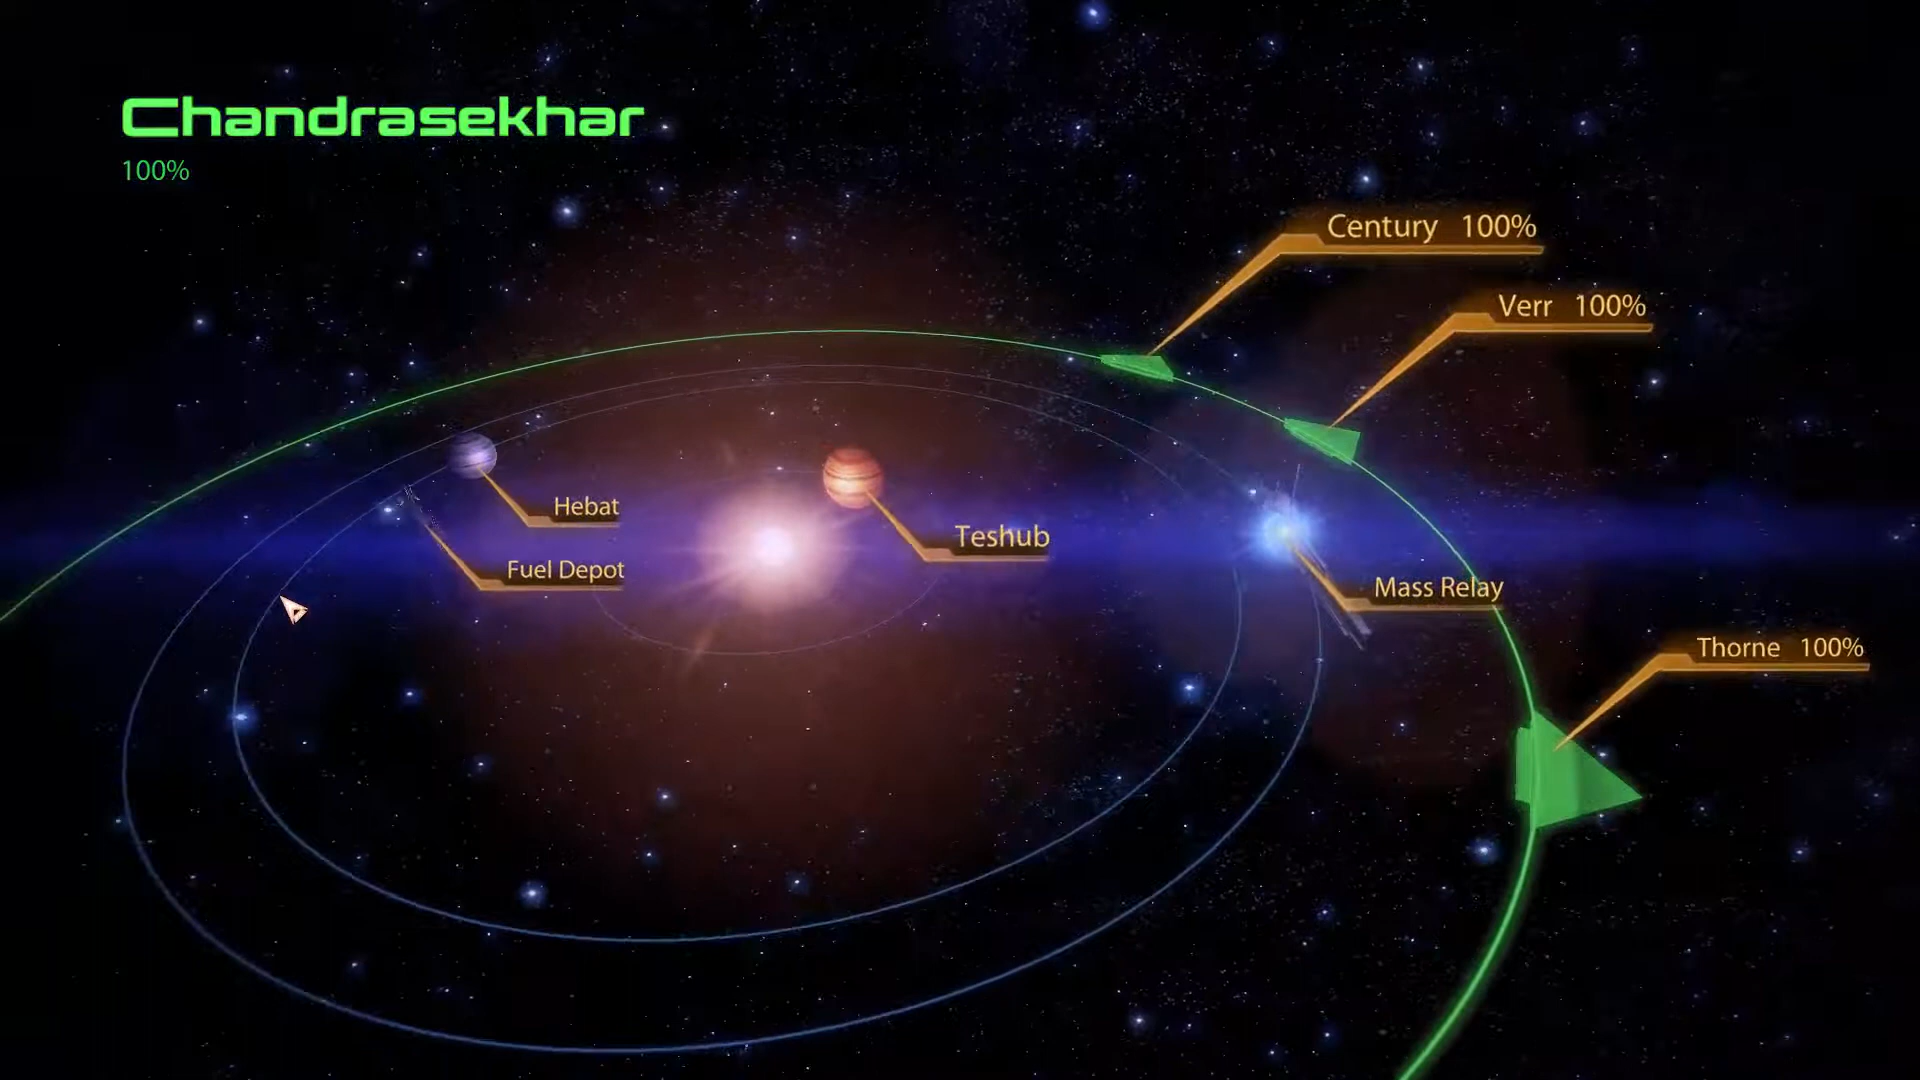 Chandrasekhar
100%
Century 100%
Verr 100%
Hebat
Teshub
Fuel Depot
Mass Relay
Thorne 100%